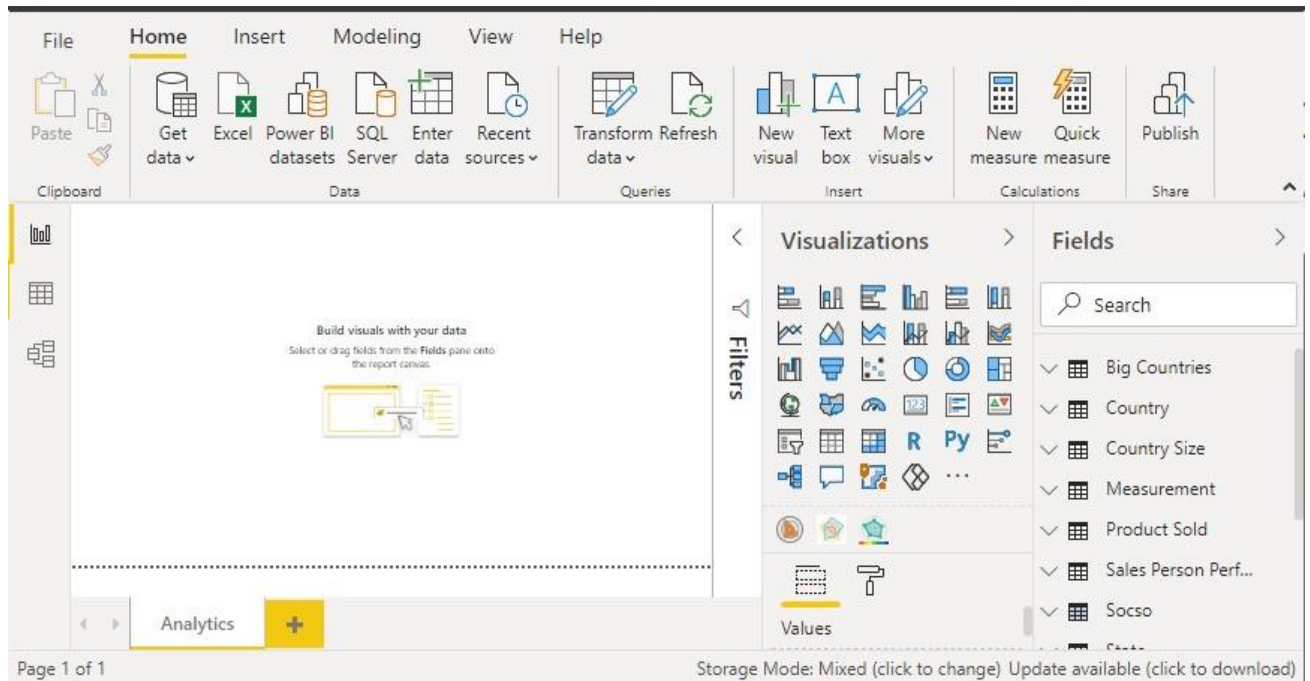 File Home Insert Modeling View Help
Paste
Get data
Excel
Power BI datasets
SQL Server
Enter data
Recent sources
Transform data
Refresh
New visual
Text box
More visuals
New measure
Quick measure
Publish
Clipboard Data Queries Insert Calculations Share
Build visuals with your data
Select or drag fields from the Fields pane onto
the report canvas.
Filters
Visualizations
123
R Py
Values
Fields
Search
Big Countries
Country
Country Size
Measurement
Product Sold
Sales Person Perf...
Socso
Analytics
Page 1 of 1
Storage Mode: Mixed (click to change) Update available (click to download)